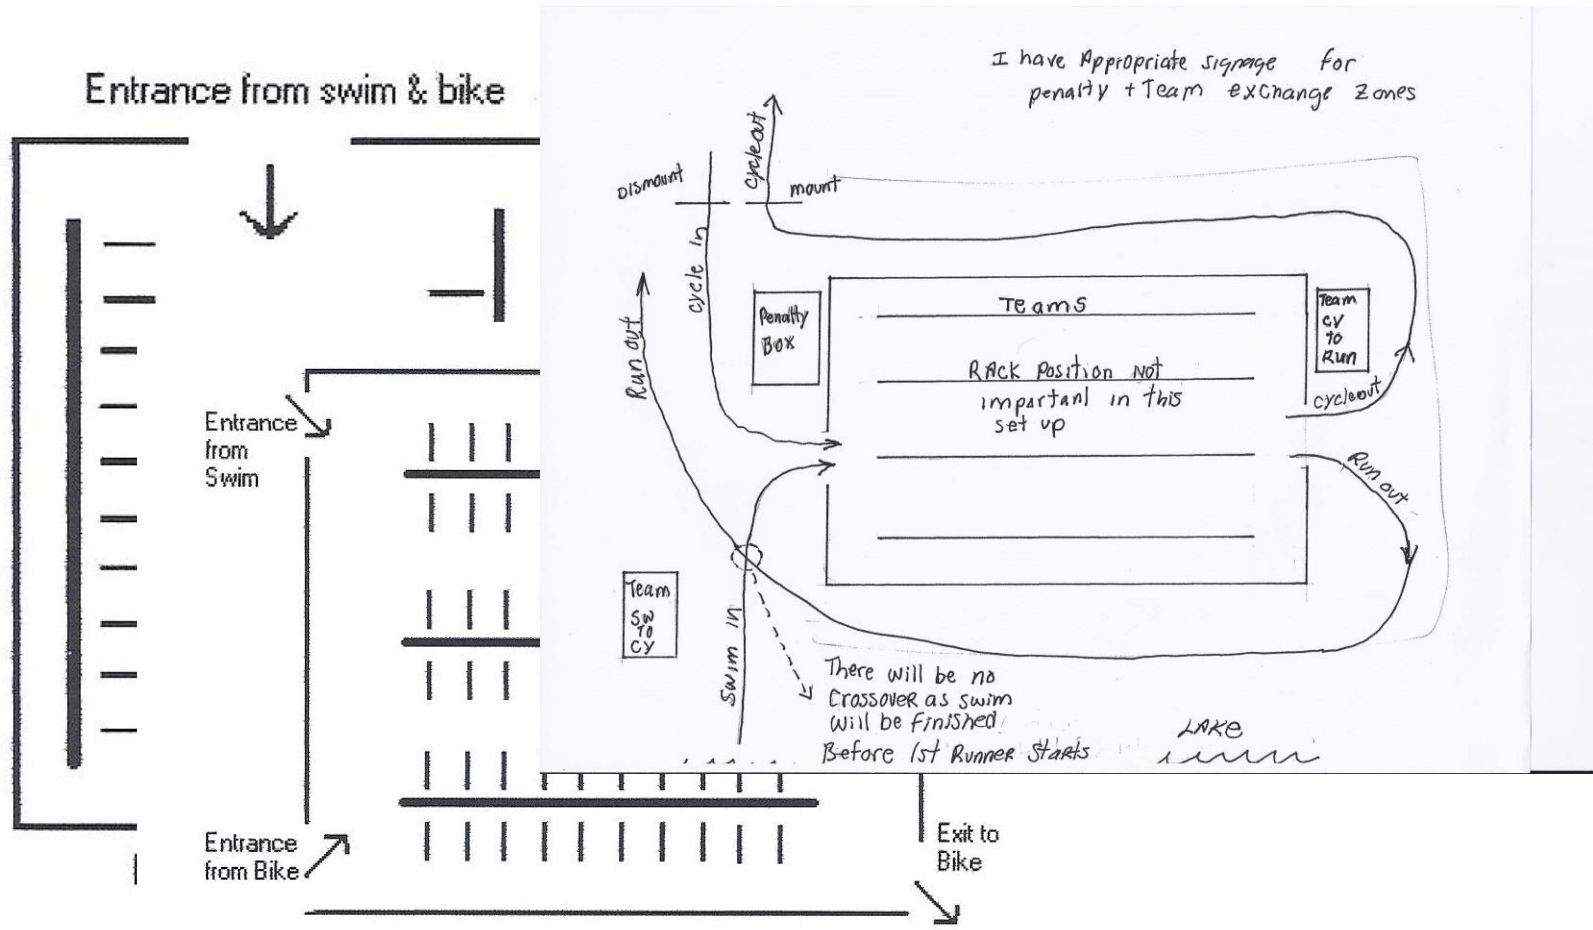 Entrance from swim & bike
Entrance
from
Swim
Entrance
from Bike
Exit to
Bike
I have Appropriate signage for
penalty + Team exchange Zones
DISMOUNT
cycleout
mount
cycle in
Run out
Penalty
BOX
Teams
RACK Position Not
important in this
set up
Team
CY
TO
Run
cycleout
Run out
Team
SW
TO
CY
Swim in
There will be no
Crossover as swim
will be finished
Before 1st Runner Starts
LAKE